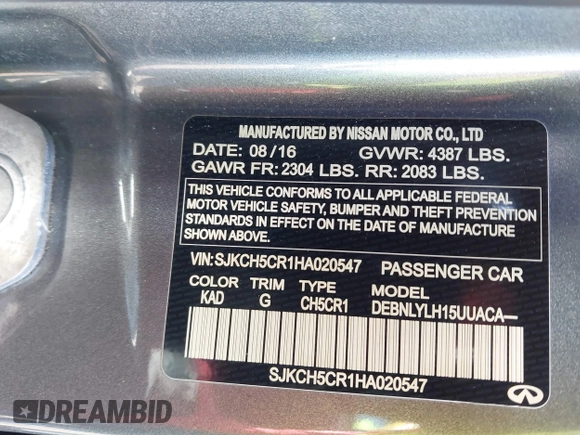 MANUFACTURED BY NISSAN MOTOR CO., LTD
DATE: 08/16 GVWR: 4387 LBS.
GAWR FR: 2304 LBS. RR: 2083 LBS.
THIS VEHICLE CONFORMS TO ALL APPLICABLE FEDERAL
MOTOR VEHICLE SAFETY, BUMPER AND THEFT PREVENTION
STANDARDS IN EFFECT ON THE DATE OF MANUFACTURE
SHOWN ABOVE.
VIN:SJKCH5CR1HA020547 PASSENGER CAR
COLOR TRIM TYPE MODEL
KAD G CH5CR1 DEBNLYLH15UUACA—
SJKCH5CR1HA020547
DREAMBID